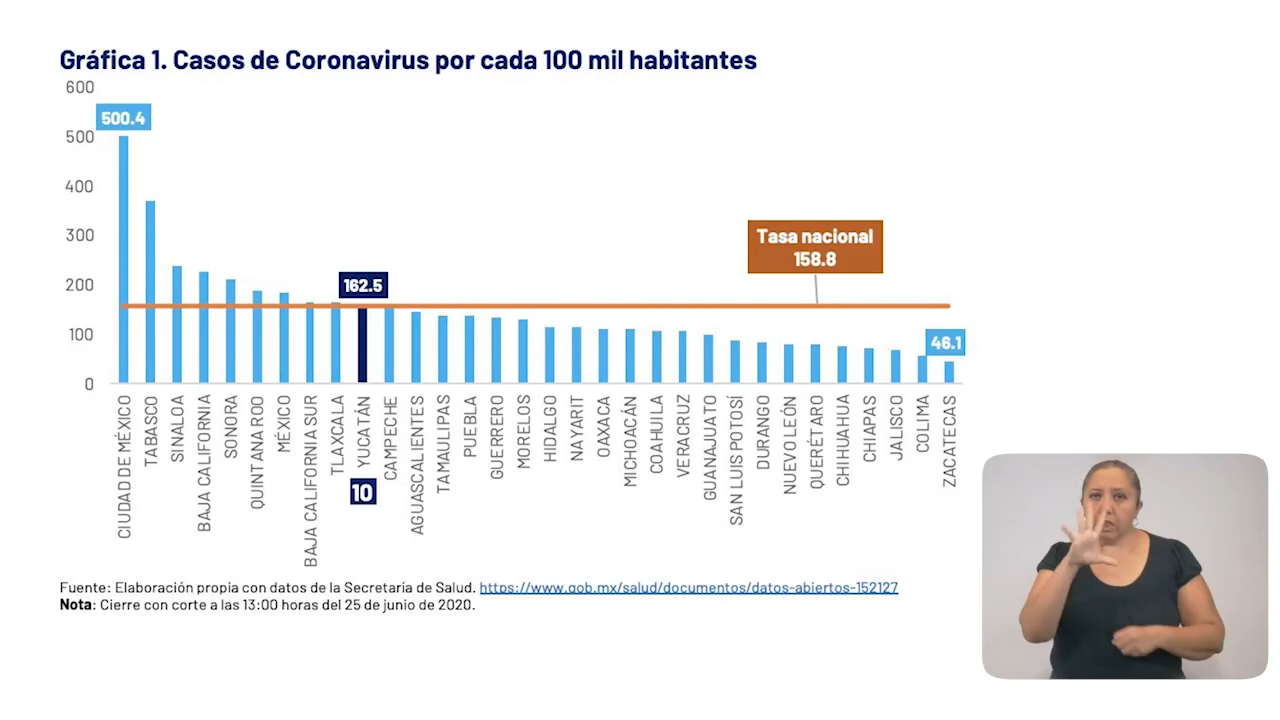 Gráfica 1. Casos de Coronavirus por cada 100 mil habitantes
600
500
400
300
200
100
0
500.4
162.5
Tasa nacional
158.8
46.1
CIUDAD DE MÉXICO
TABASCO
SINALOA
BAJA CALIFORNIA
SONORA
QUINTANA ROO
MÉXICO
BAJA CALIFORNIA SUR
TLAXCALA
YUCATÁN
10
CAMPECHE
AGUASCALIENTES
TAMAULIPAS
PUEBLA
GUERRERO
MORELOS
HIDALGO
NAYARIT
OAXACA
MICHOACÁN
COAHUILA
VERACRUZ
GUANAJUATO
SAN LUIS POTOSÍ
DURANGO
NUEVO LEÓN
QUERÉTARO
CHIHUAHUA
CHIAPAS
JALISCO
COLIMA
ZACATECAS
Fuente: Elaboración propia con datos de la Secretaría de Salud. https://www.gob.mx/salud/documentos/datos-abiertos-152127
Nota: Cierre con corte a las 13:00 horas del 25 de junio de 2020.